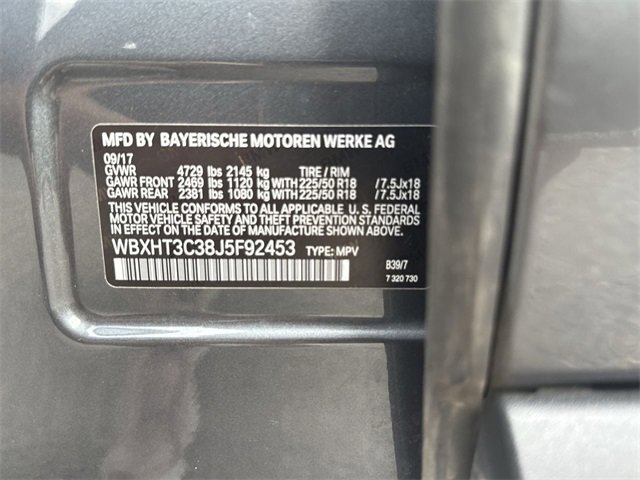 MFD BY BAYERISCHE MOTOREN WERKE AG
09/17
GVWR 4729 lbs 2145 kg TIRE / RIM
GAWR FRONT 2469 lbs 1120 kg WITH 225/50 R18 / 7.5Jx18
GAWR REAR 2381 lbs 1080 kg WITH 225/50 R18 / 7.5Jx18
THIS VEHICLE CONFORMS TO ALL APPLICABLE U. S. FEDERAL
MOTOR VEHICLE SAFETY AND THEFT PREVENTION STANDARDS
IN EFFECT ON THE DATE OF MANUFACTURE SHOWN ABOVE.
WBXHT3C38J5F92453 TYPE: MPV
B39/7
7 320 730